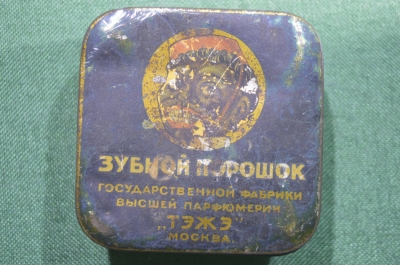 ЗУБНОЙ ПОРОШОК
ГОСУДАРСТВЕННОЙ ФАБРИКИ
ВЫСШЕЙ ПАРФЮМЕРИИ
„ТЭЖЭ"
МОСКВА